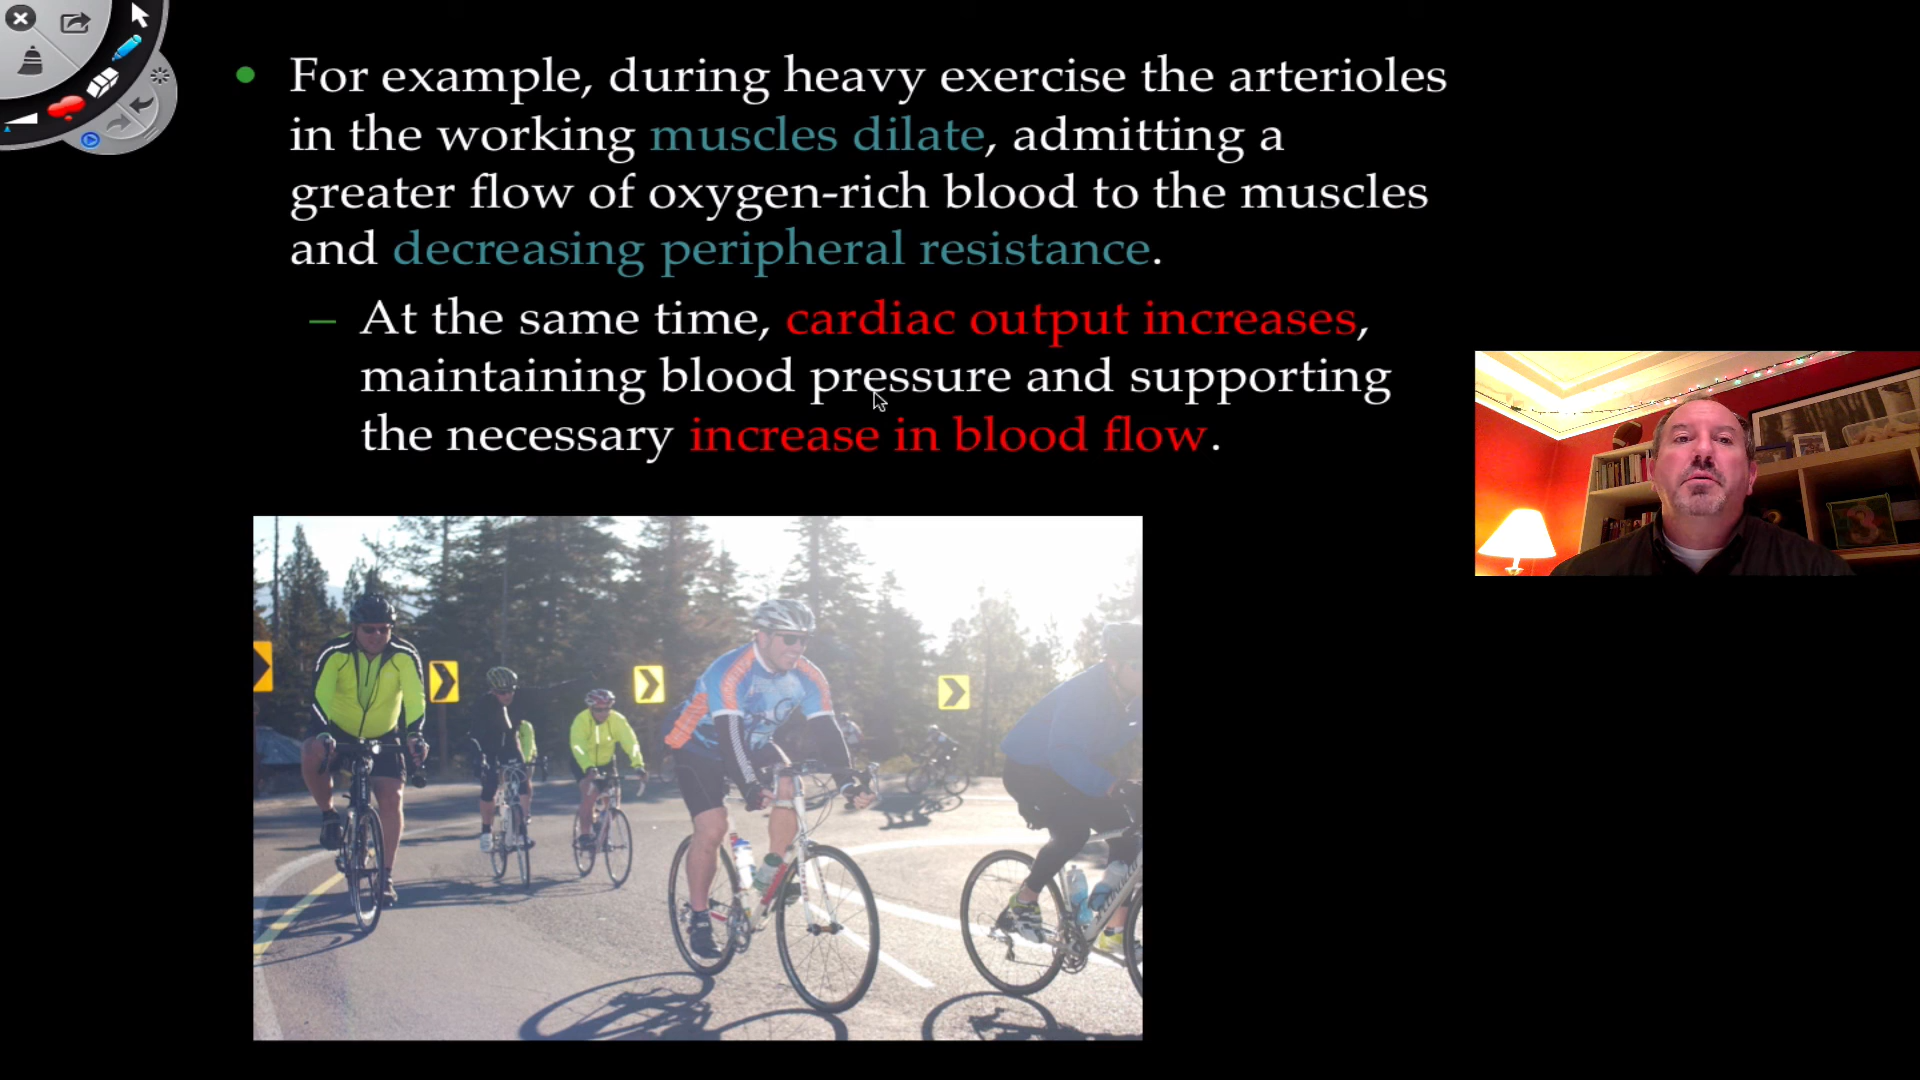 For example, during heavy exercise the arterioles
in the working muscles dilate, admitting a
greater flow of oxygen-rich blood to the muscles
and decreasing peripheral resistance.
– At the same time, cardiac output increases,
maintaining blood pressure and supporting
the necessary increase in blood flow.